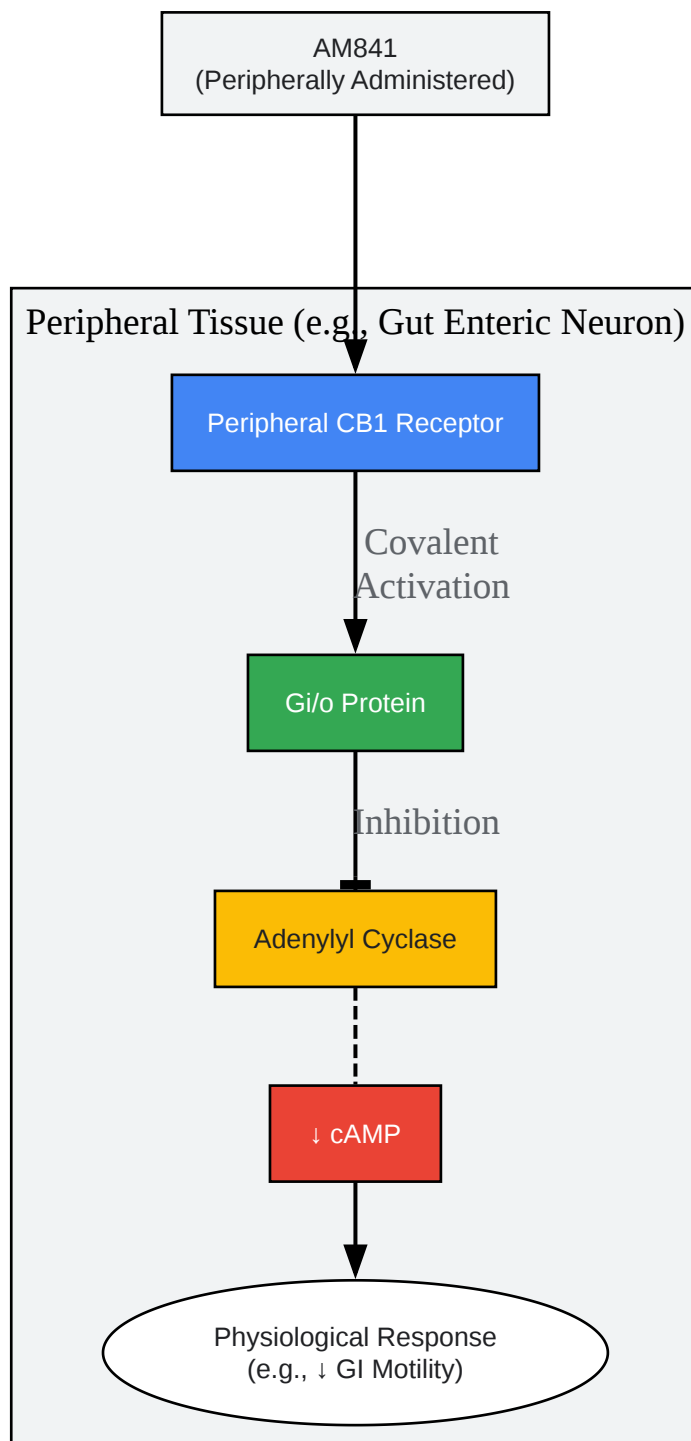 AM841
(Peripherally Administered)
Peripheral Tissue (e.g., Gut Enteric Neuron)
Peripheral CB1 Receptor
Covalent
Activation
Gi/o Protein
Inhibition
Adenylyl Cyclase
↓ cAMP
Physiological Response
(e.g., ↓ GI Motility)